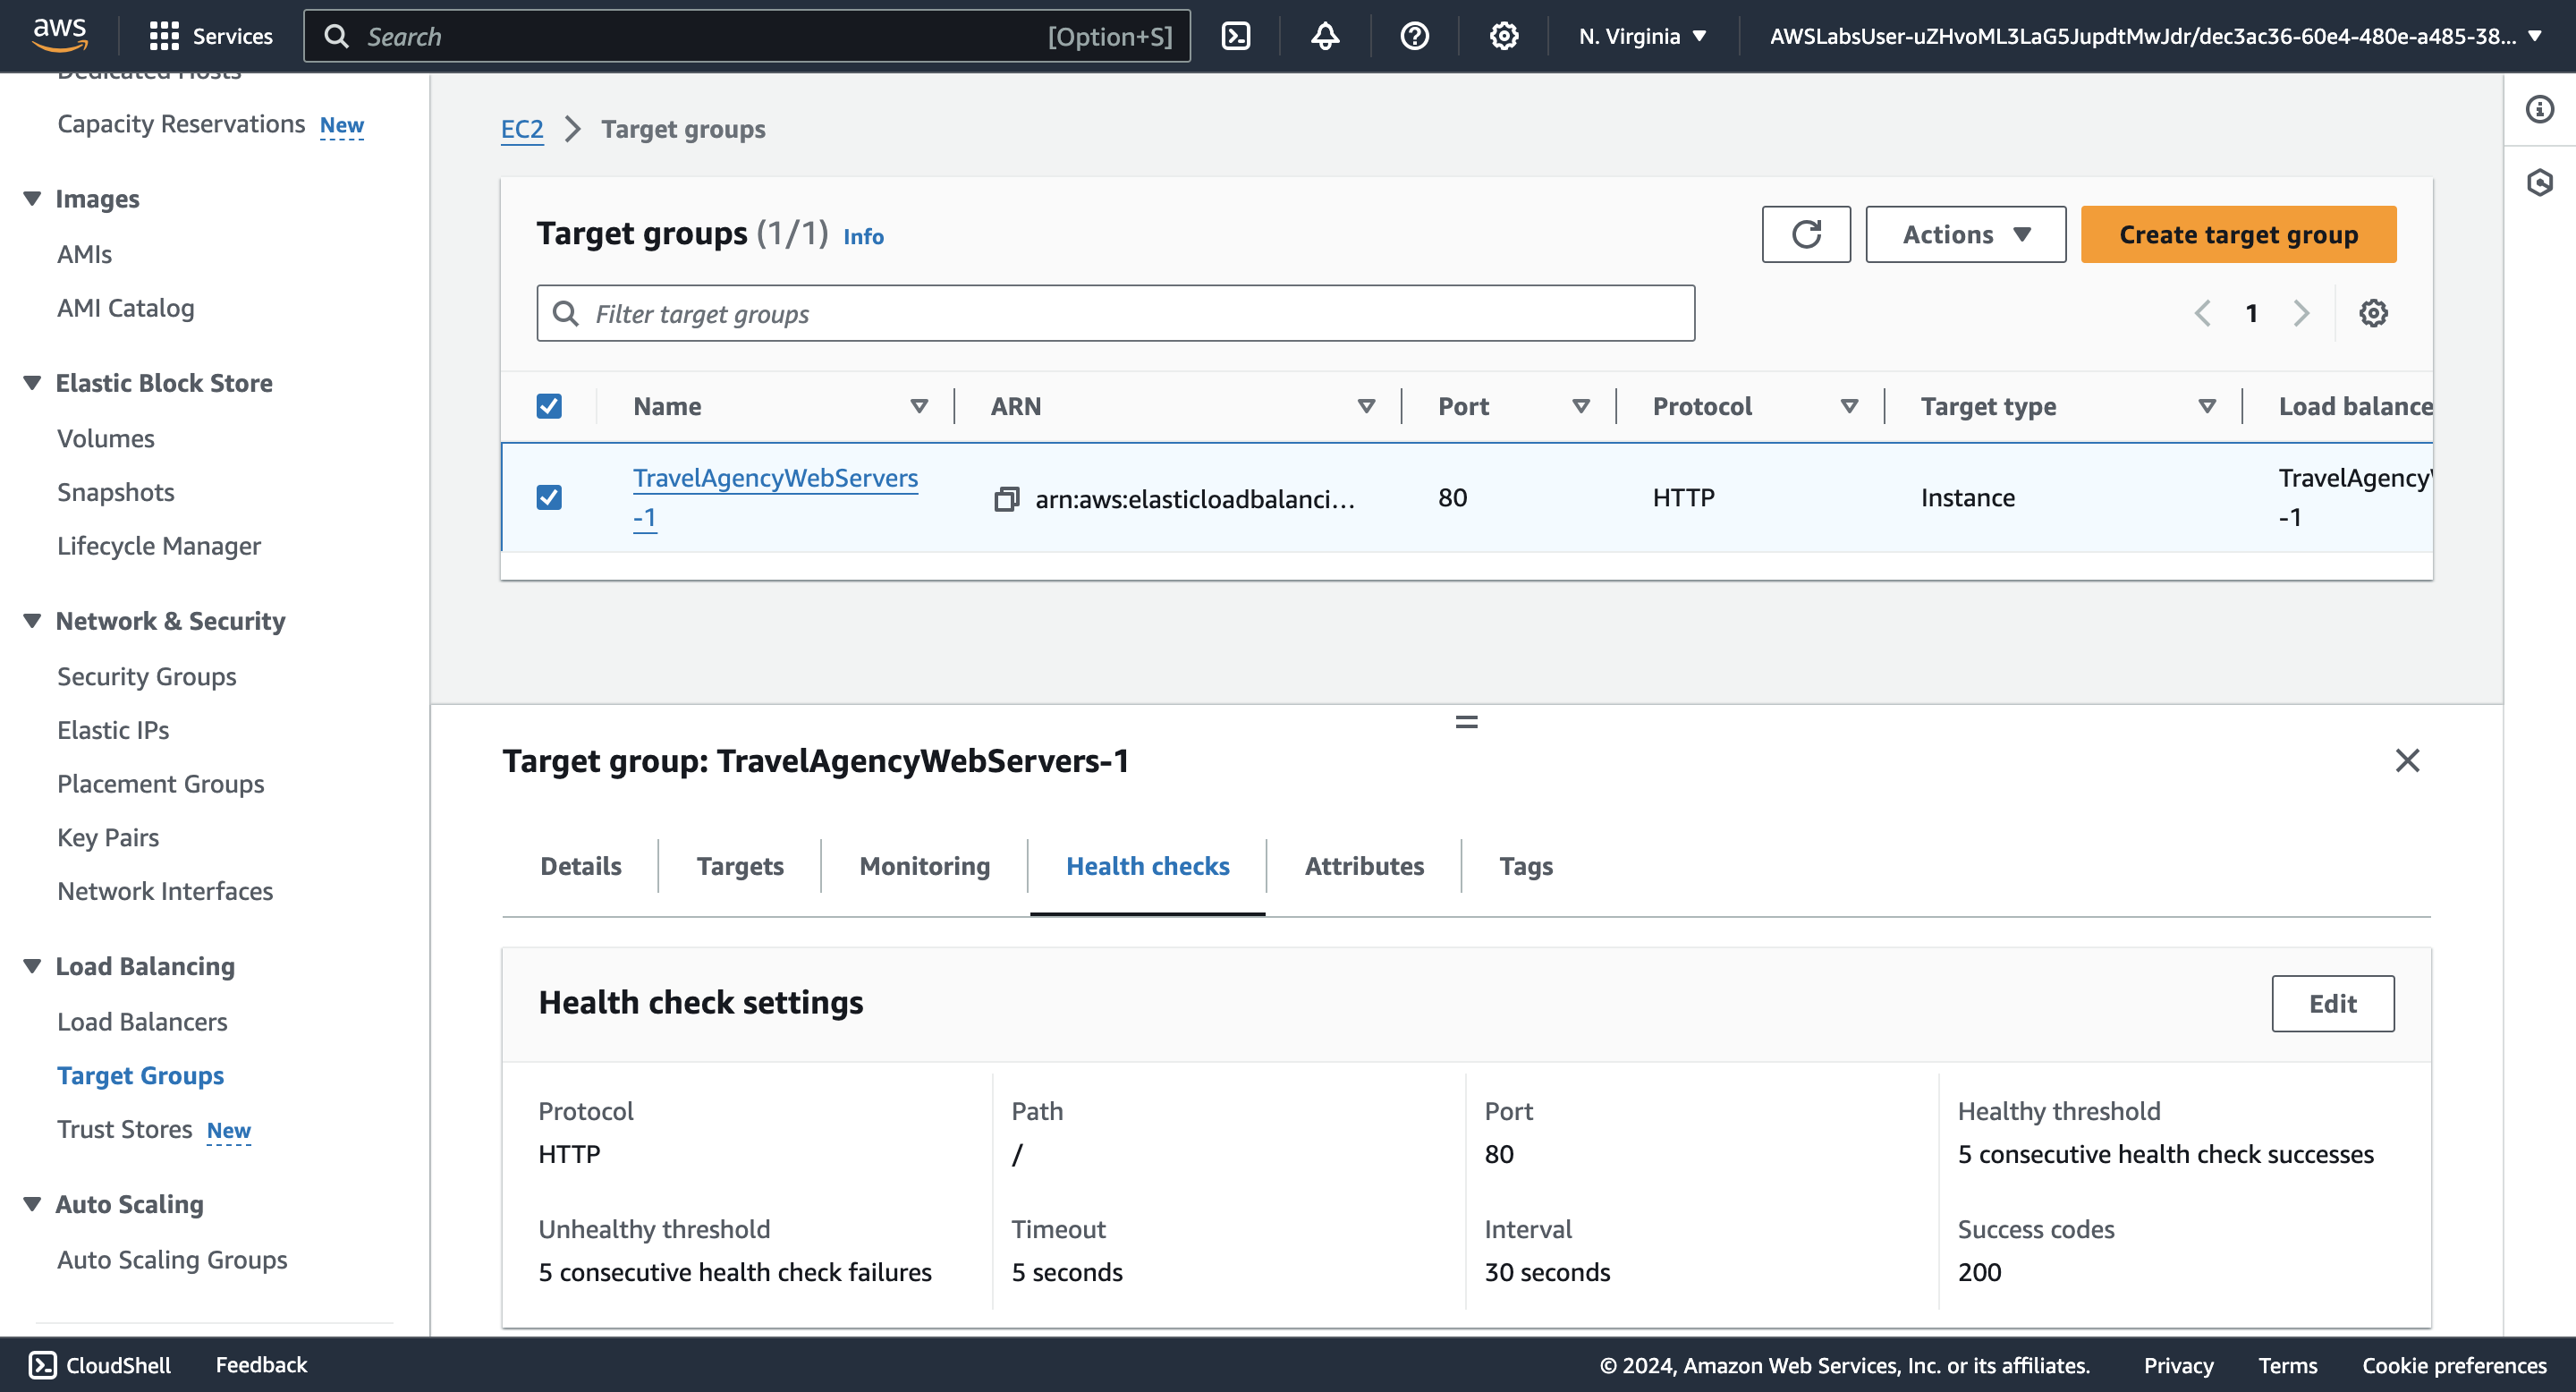 aws
Services
Search
[Option+S]
N. Virginia
AWSLabsUser-uZHvoML3LaG5JupdtMwJdr/dec3ac36-60e4-480e-a485-38...
Dedicated Hosts
Capacity Reservations New
Images
AMIs
AMI Catalog
Elastic Block Store
Volumes
Snapshots
Lifecycle Manager
Network & Security
Security Groups
Elastic IPs
Placement Groups
Key Pairs
Network Interfaces
Load Balancing
Load Balancers
Target Groups
Trust Stores New
Auto Scaling
Auto Scaling Groups
EC2 > Target groups
Target groups (1/1) Info
Actions
Create target group
Filter target groups
1
Name ARN Port Protocol Target type Load balance
TravelAgencyWebServers
-1
arn:aws:elasticloadbalanci...
80
HTTP
Instance
TravelAgency
-1
Target group: TravelAgencyWebServers-1
Details Targets Monitoring Health checks Attributes Tags
Health check settings
Edit
Protocol
HTTP
Path
/
Port
80
Healthy threshold
5 consecutive health check successes
Unhealthy threshold
5 consecutive health check failures
Timeout
5 seconds
Interval
30 seconds
Success codes
200
CloudShell
Feedback
© 2024, Amazon Web Services, Inc. or its affiliates.
Privacy
Terms
Cookie preferences